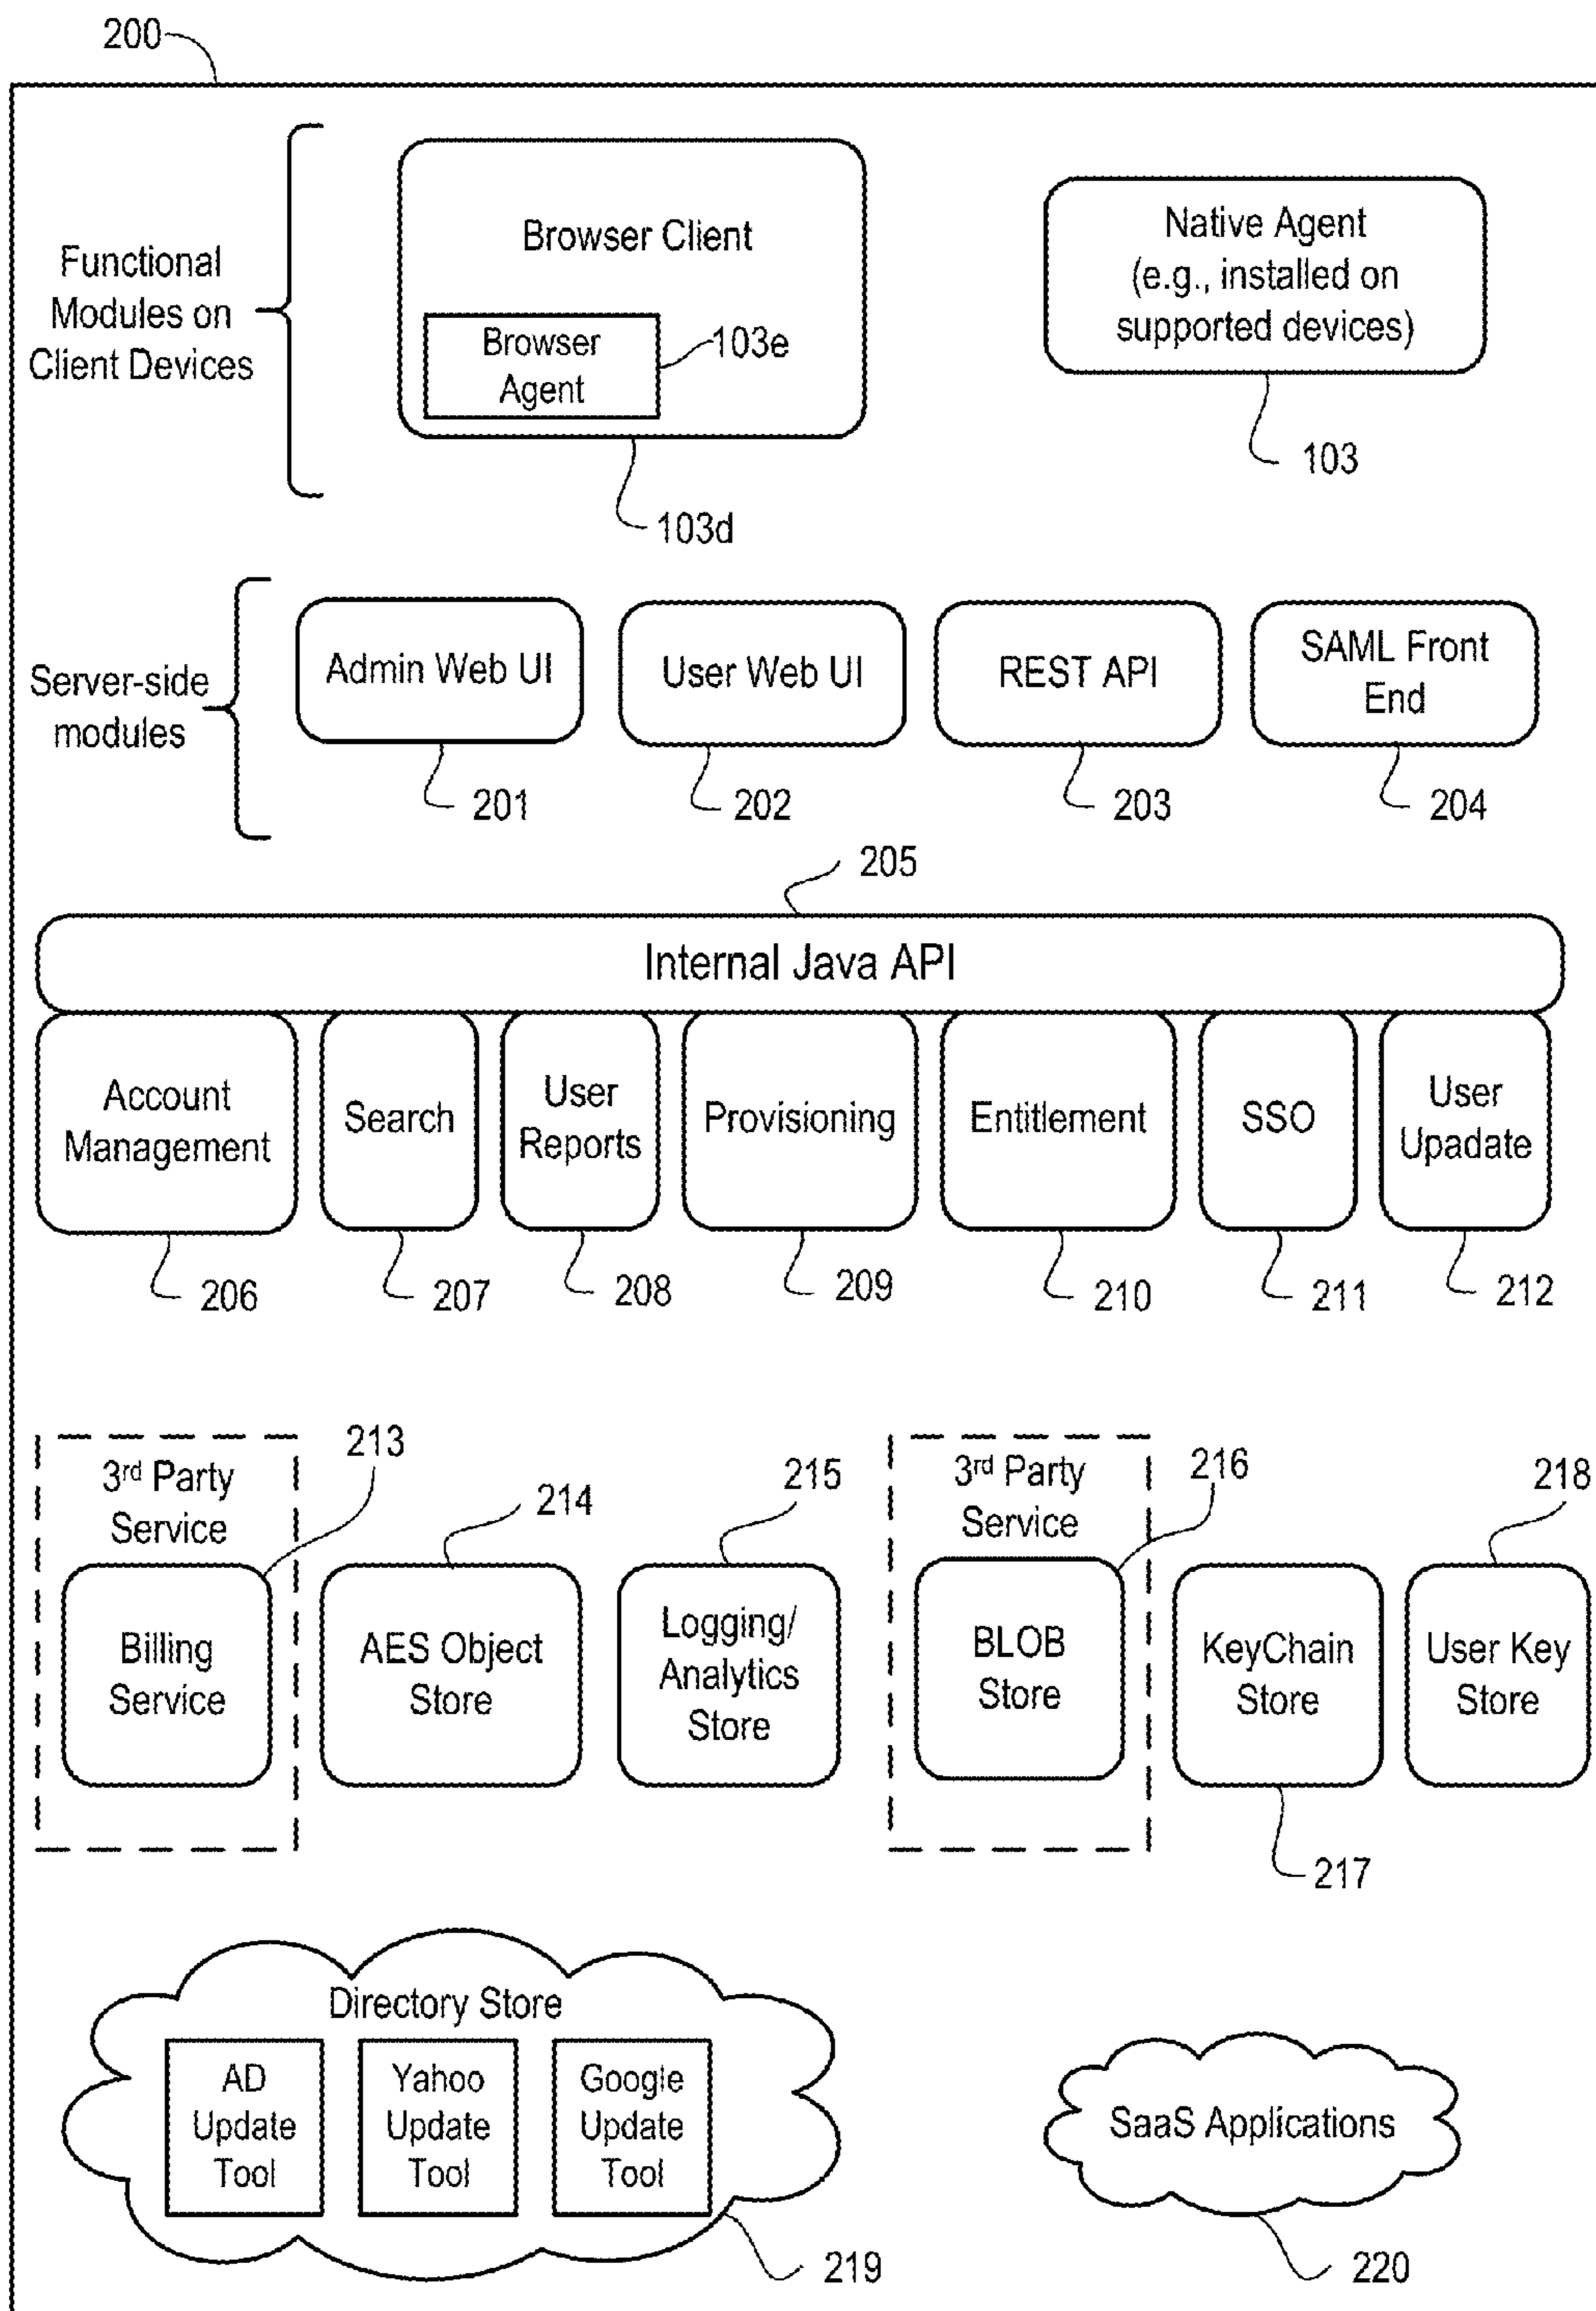 200
Functional
Modules on
Client Devices
Browser Client
Browser
Agent
103e
103d
Native Agent
(e.g., installed on
supported devices)
103
Server-side
modules
Admin Web UI
201
User Web UI
202
REST API
203
SAML Front
End
204
205
Internal Java API
Account
Management
206
Search
207
User
Reports
208
Provisioning
209
Entitlement
210
SSO
211
User
Upadate
212
3rd Party
Service
213
Billing
Service
214
AES Object
Store
215
Logging/
Analytics
Store
3rd Party
Service
216
BLOB
Store
KeyChain
Store
217
218
User Key
Store
Directory Store
AD
Update
Tool
Yahoo
Update
Tool
Google
Update
Tool
219
SaaS Applications
220